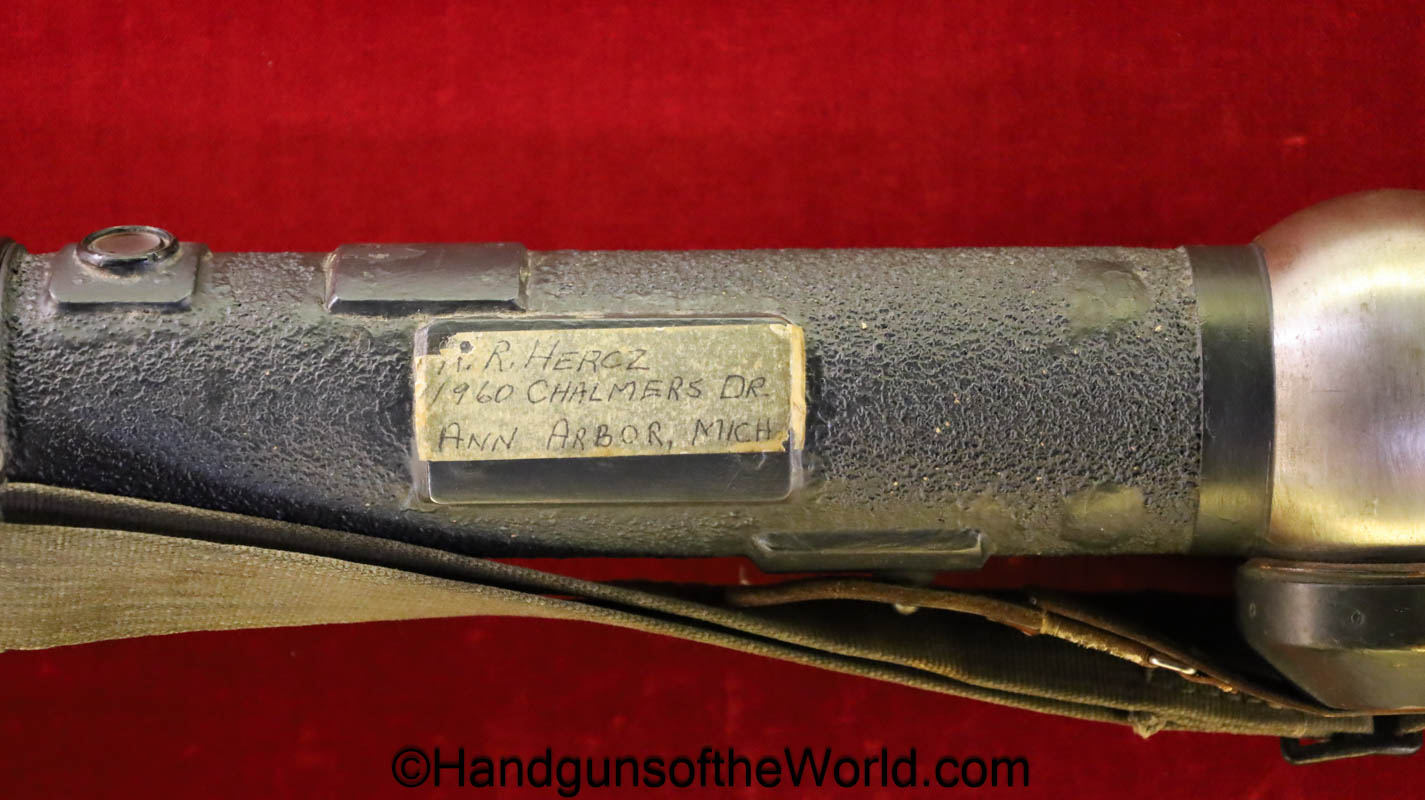 R. HERCZ
1960 CHALMERS DR.
ANN ARBOR, MICH
©HandgunsoftheWorld.com